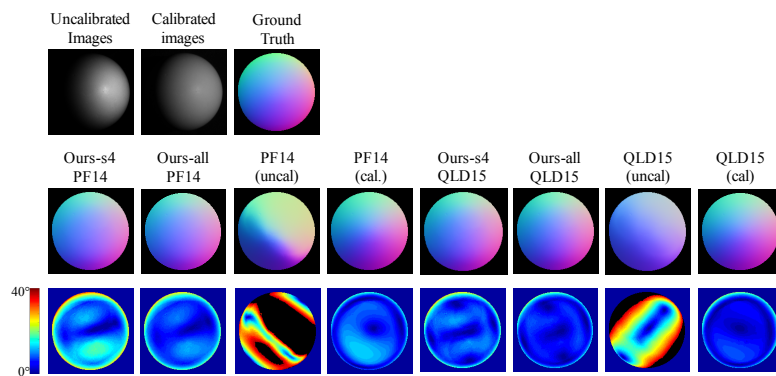 Uncalibrated Calibrated Ground
Images images Truth
Ours-s4 Ours-all PF14 PF14 Ours-s4 Ours-all QLD15 QLD15
PF14 PF14 (uncal) (cal.) QLD15 QLD15 (uncal) (cal)
40°
0°